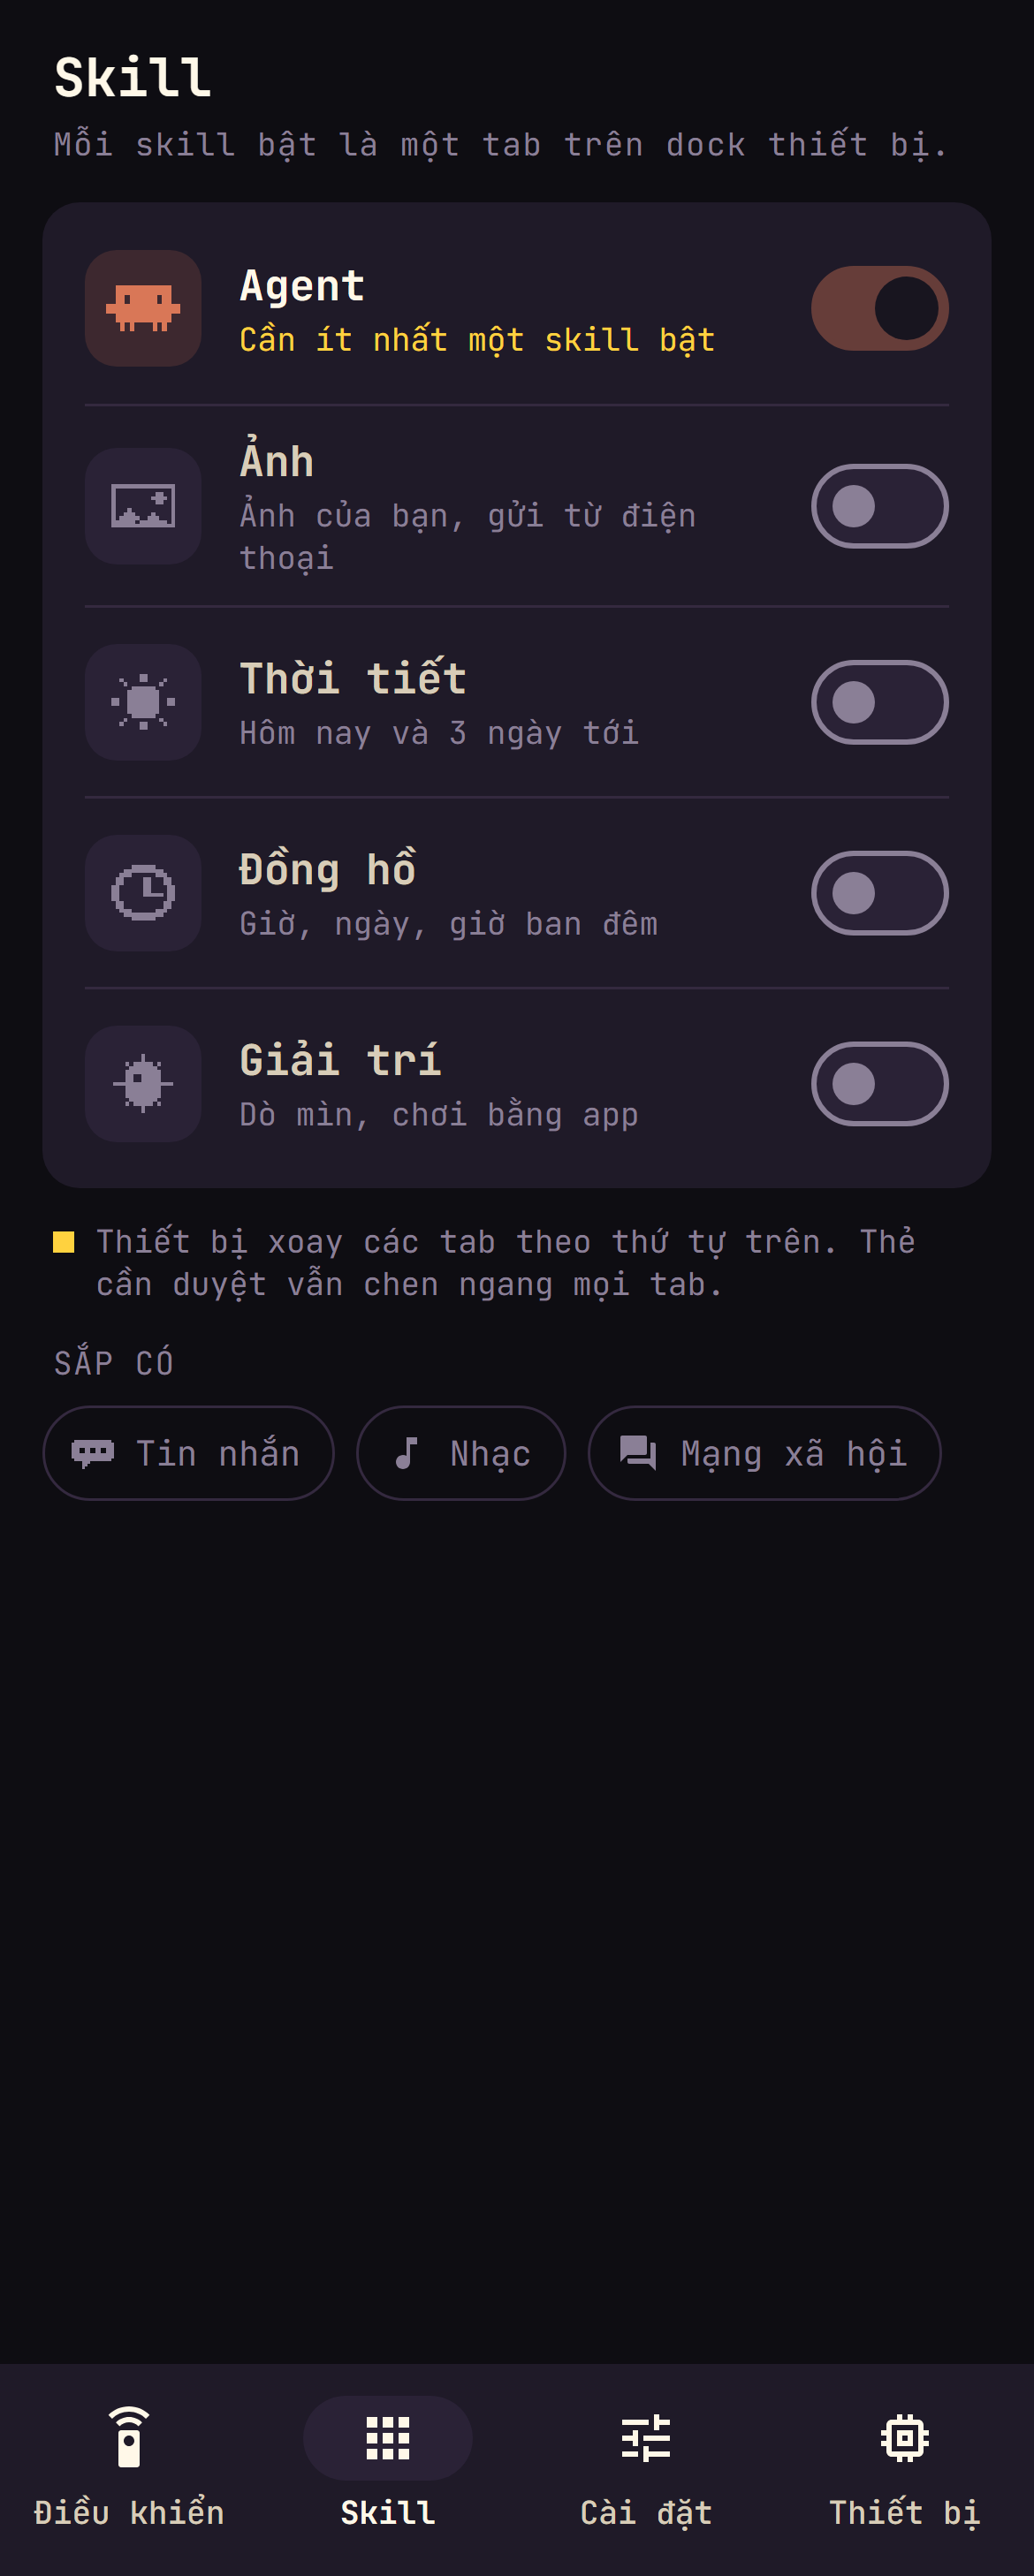 Skill
Mỗi skill bật là một tab trên dock thiết bị.
Agent
Cần ít nhất một skill bật
Ảnh
Ảnh của bạn, gửi từ điện
thoại
Thời tiết
Hôm nay và 3 ngày tới
Đồng hồ
Giờ, ngày, giờ ban đêm
Giải trí
Dò mìn, chơi bằng app
Thiết bị xoay các tab theo thứ tự trên. Thẻ
cần duyệt vẫn chen ngang mọi tab.
SẮP CÓ
Tin nhắn
Nhạc
Mạng xã hội
Điều khiển
Skill
Cài đặt
Thiết bị